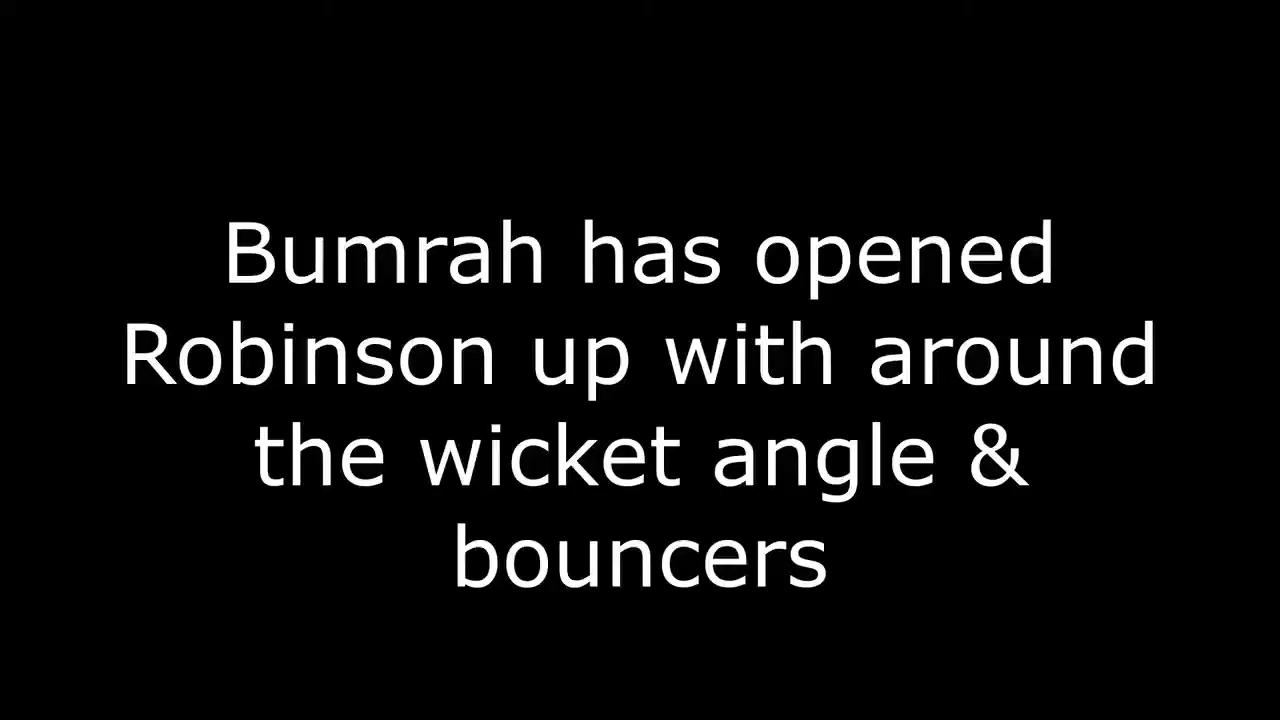 Bumrah has opened
Robinson up with around
the wicket angle &
bouncers